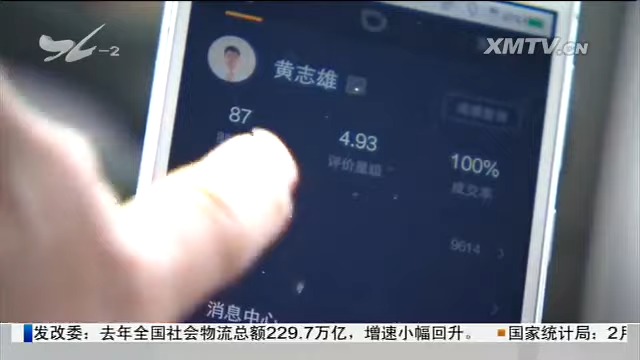 -2
XMTV.CN
黄志雄
87
4.93
100%
评价星级
成交率
9614
消息中心
发改委：去年全国社会物流总额229.7万亿，增速小幅回升。 国家统计局：2月